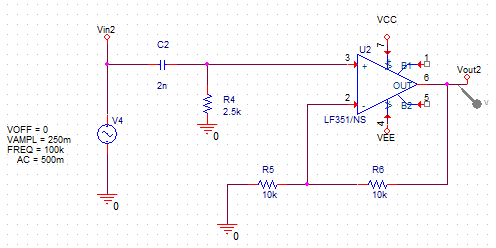 Vin2
VCC
C2
2n
R4
2.5k
0
V4
VOFF = 0
VAMPL = 250m
FREQ = 100k
AC = 500m
0
U2
3
+
2
-
7
V+
4
V-
B1
1
6
OUT
5
B2
LF351/NS
VEE
Vout2
V
R5
10k
R6
10k
0